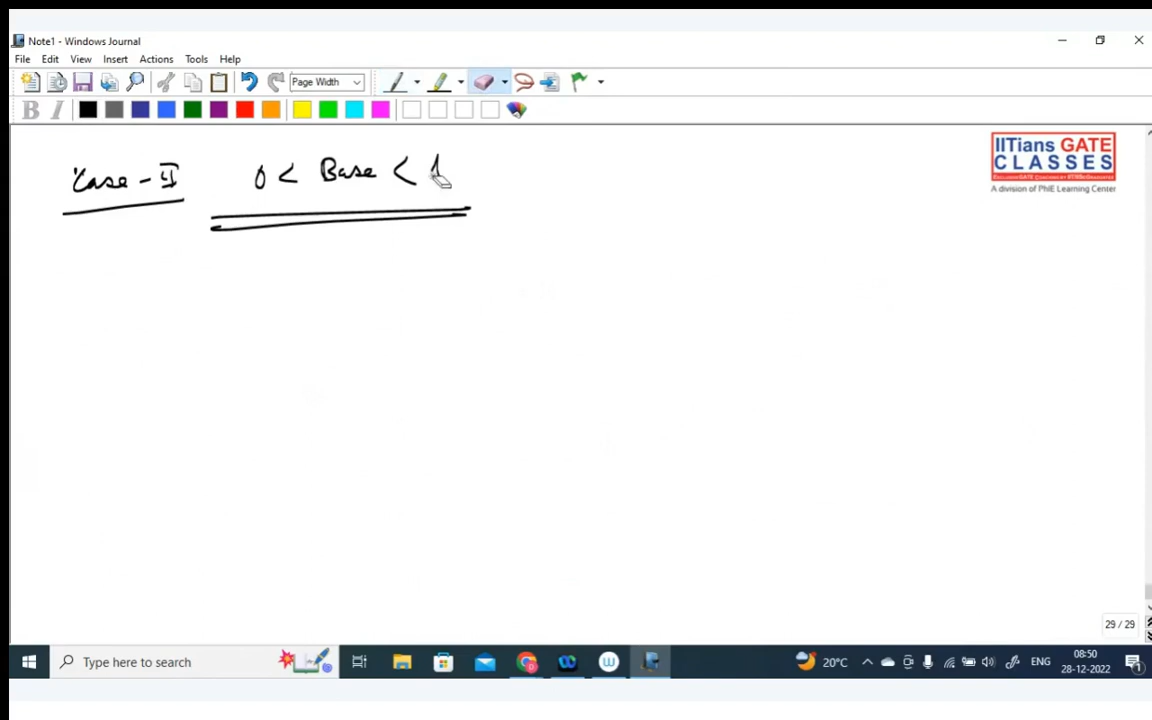 Note1 - Windows Journal
File Edit View Insert Actions Tools Help
Page Width
B I
Case - II 0 < Base < 1
IITians GATE
CLASSES
A division of PhIE Learning Center
29 / 29
Type here to search
20°C
ENG
08:50
28-12-2022
1